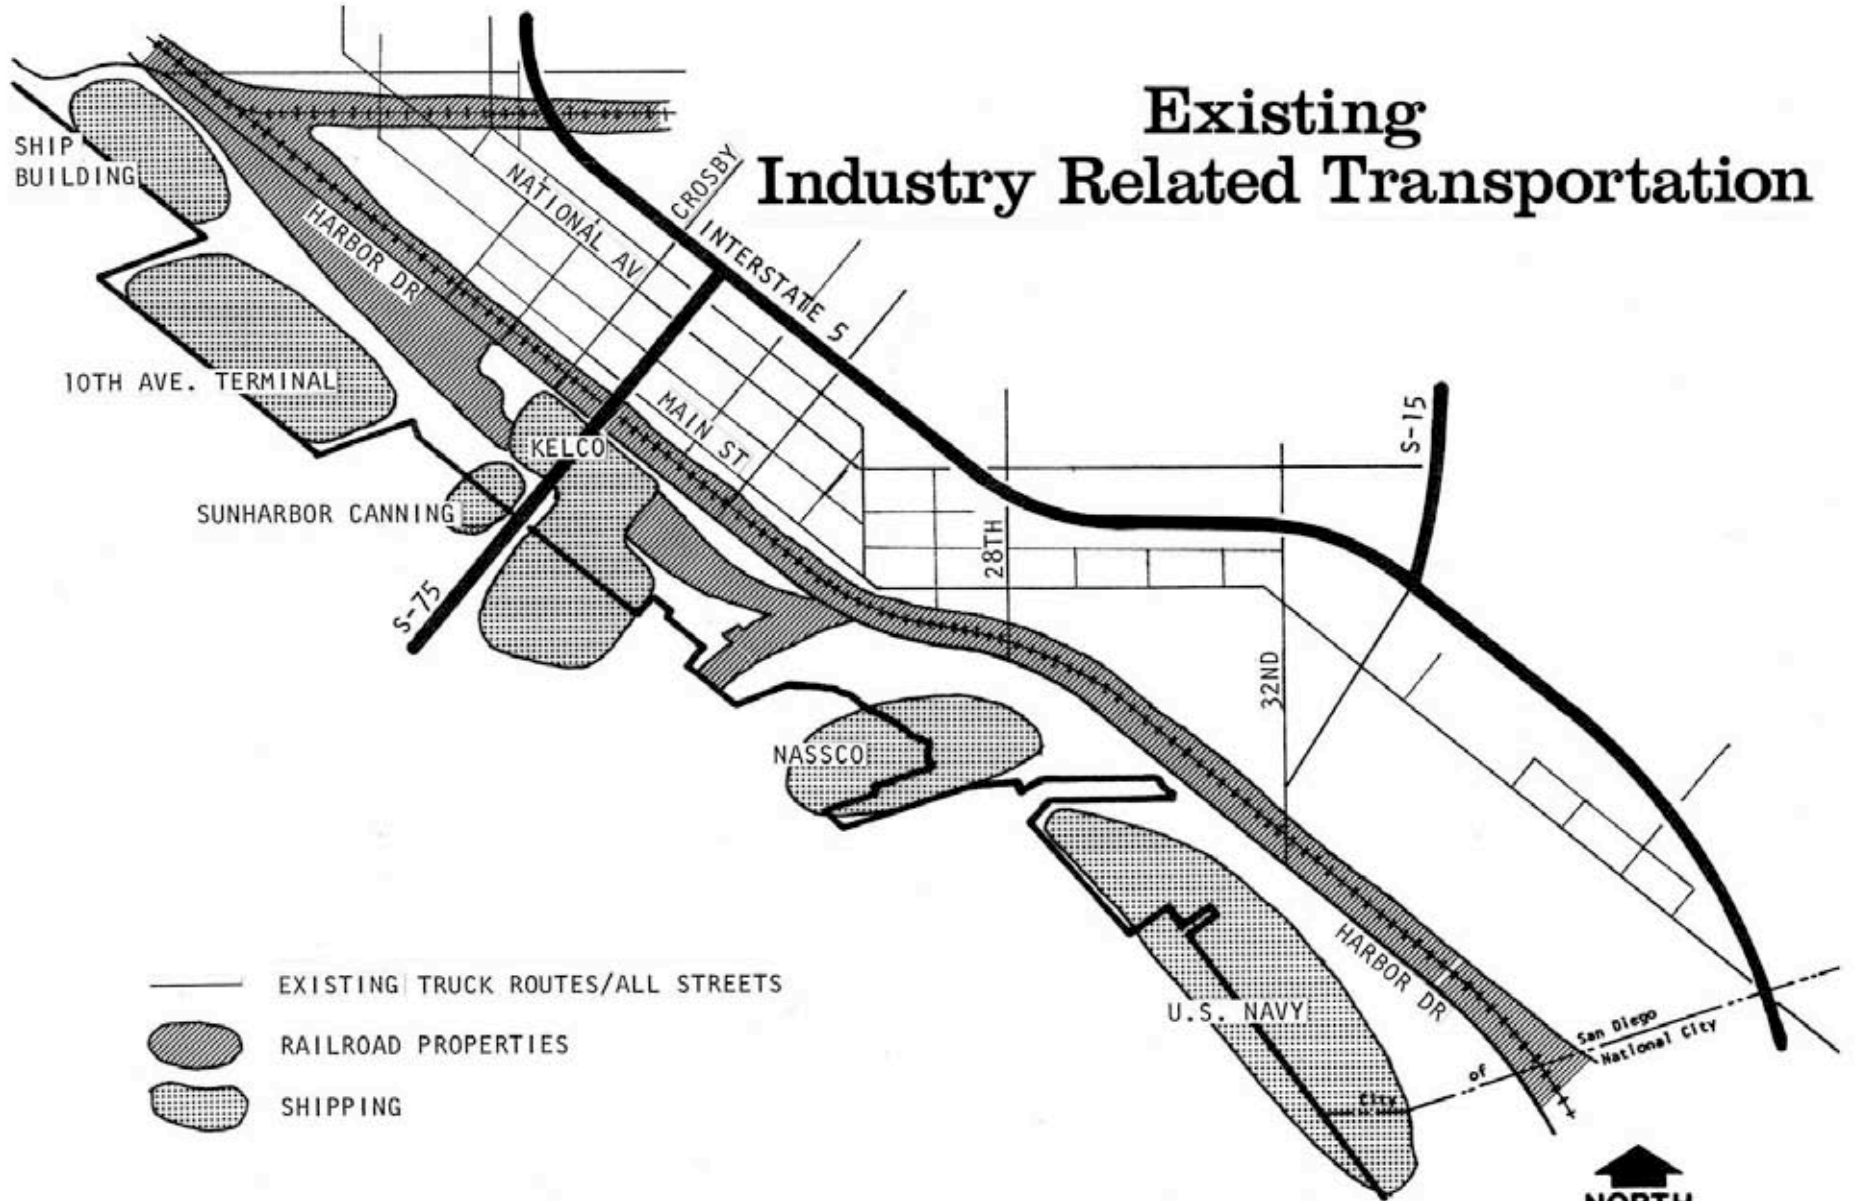 Existing
Industry Related Transportation
SHIP
BUILDING
HARBOR DR
NATIONAL AV
CROSBY
INTERSTATE 5
10TH AVE. TERMINAL
MAIN ST
KELCO
S-15
SUNHARBOR CANNING
28TH
S-75
32ND
NASSCO
HARBOR DR
U.S. NAVY
EXISTING TRUCK ROUTES/ALL STREETS
RAILROAD PROPERTIES
SHIPPING
San Diego
National City
City of
NORTH